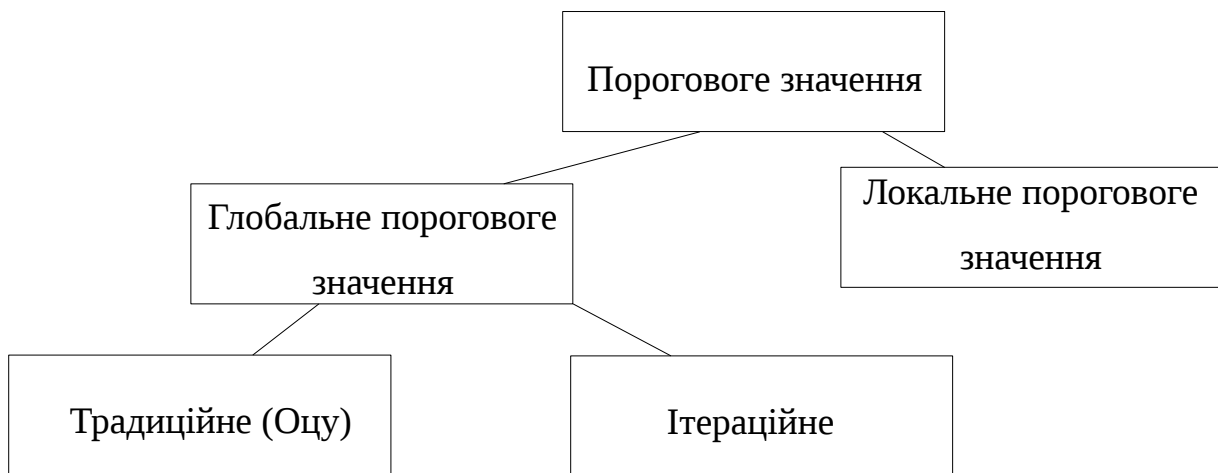 Порогового значення
Глобальне порогового
значення
Локальне порогового
значення
Традиційне (Оцу)
Ітераційне